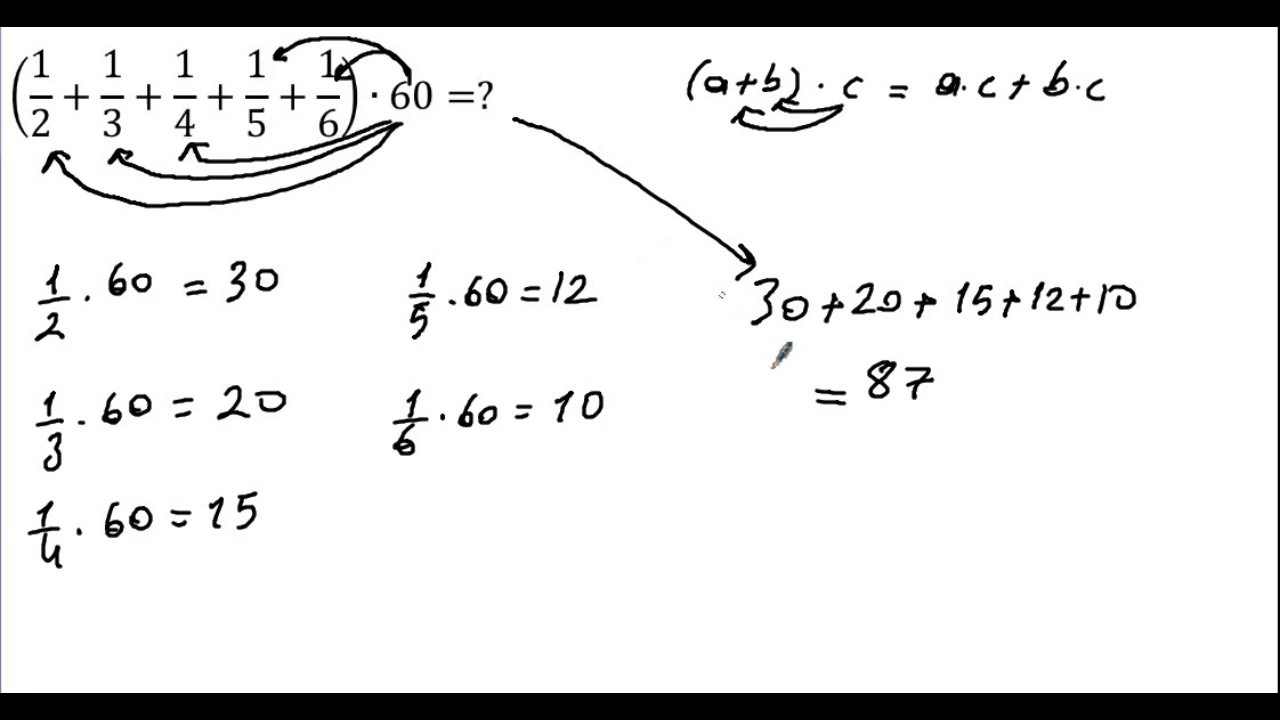 (1/2 + 1/3 + 1/4 + 1/5 + 1/6) · 60 =?
(a+b) · c = a·c + b·c
1/2 · 60 = 30
1/5 · 60 = 12
30 + 20 + 15 + 12 + 10
= 87
1/3 · 60 = 20
1/6 · 60 = 10
1/4 · 60 = 15